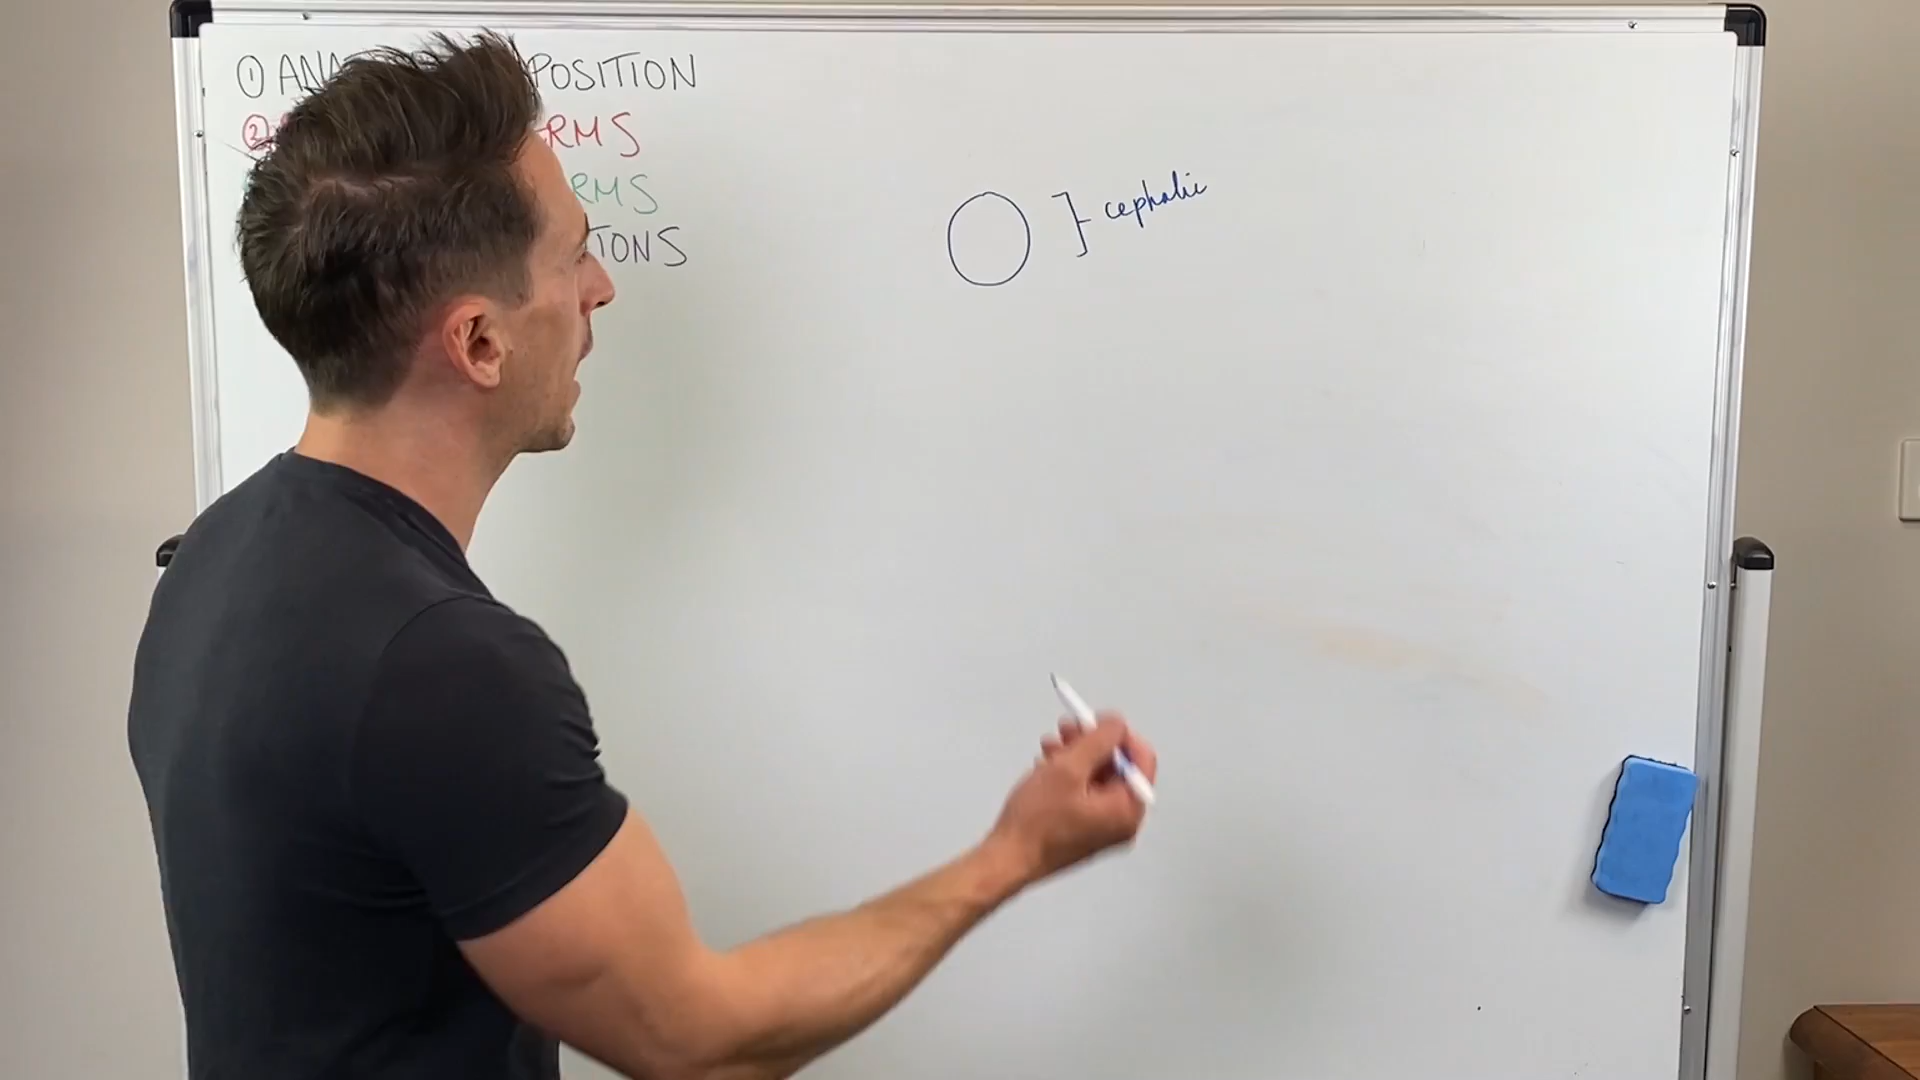 ① ANA POSITION
② RMS
RMS
TONS
cephalic